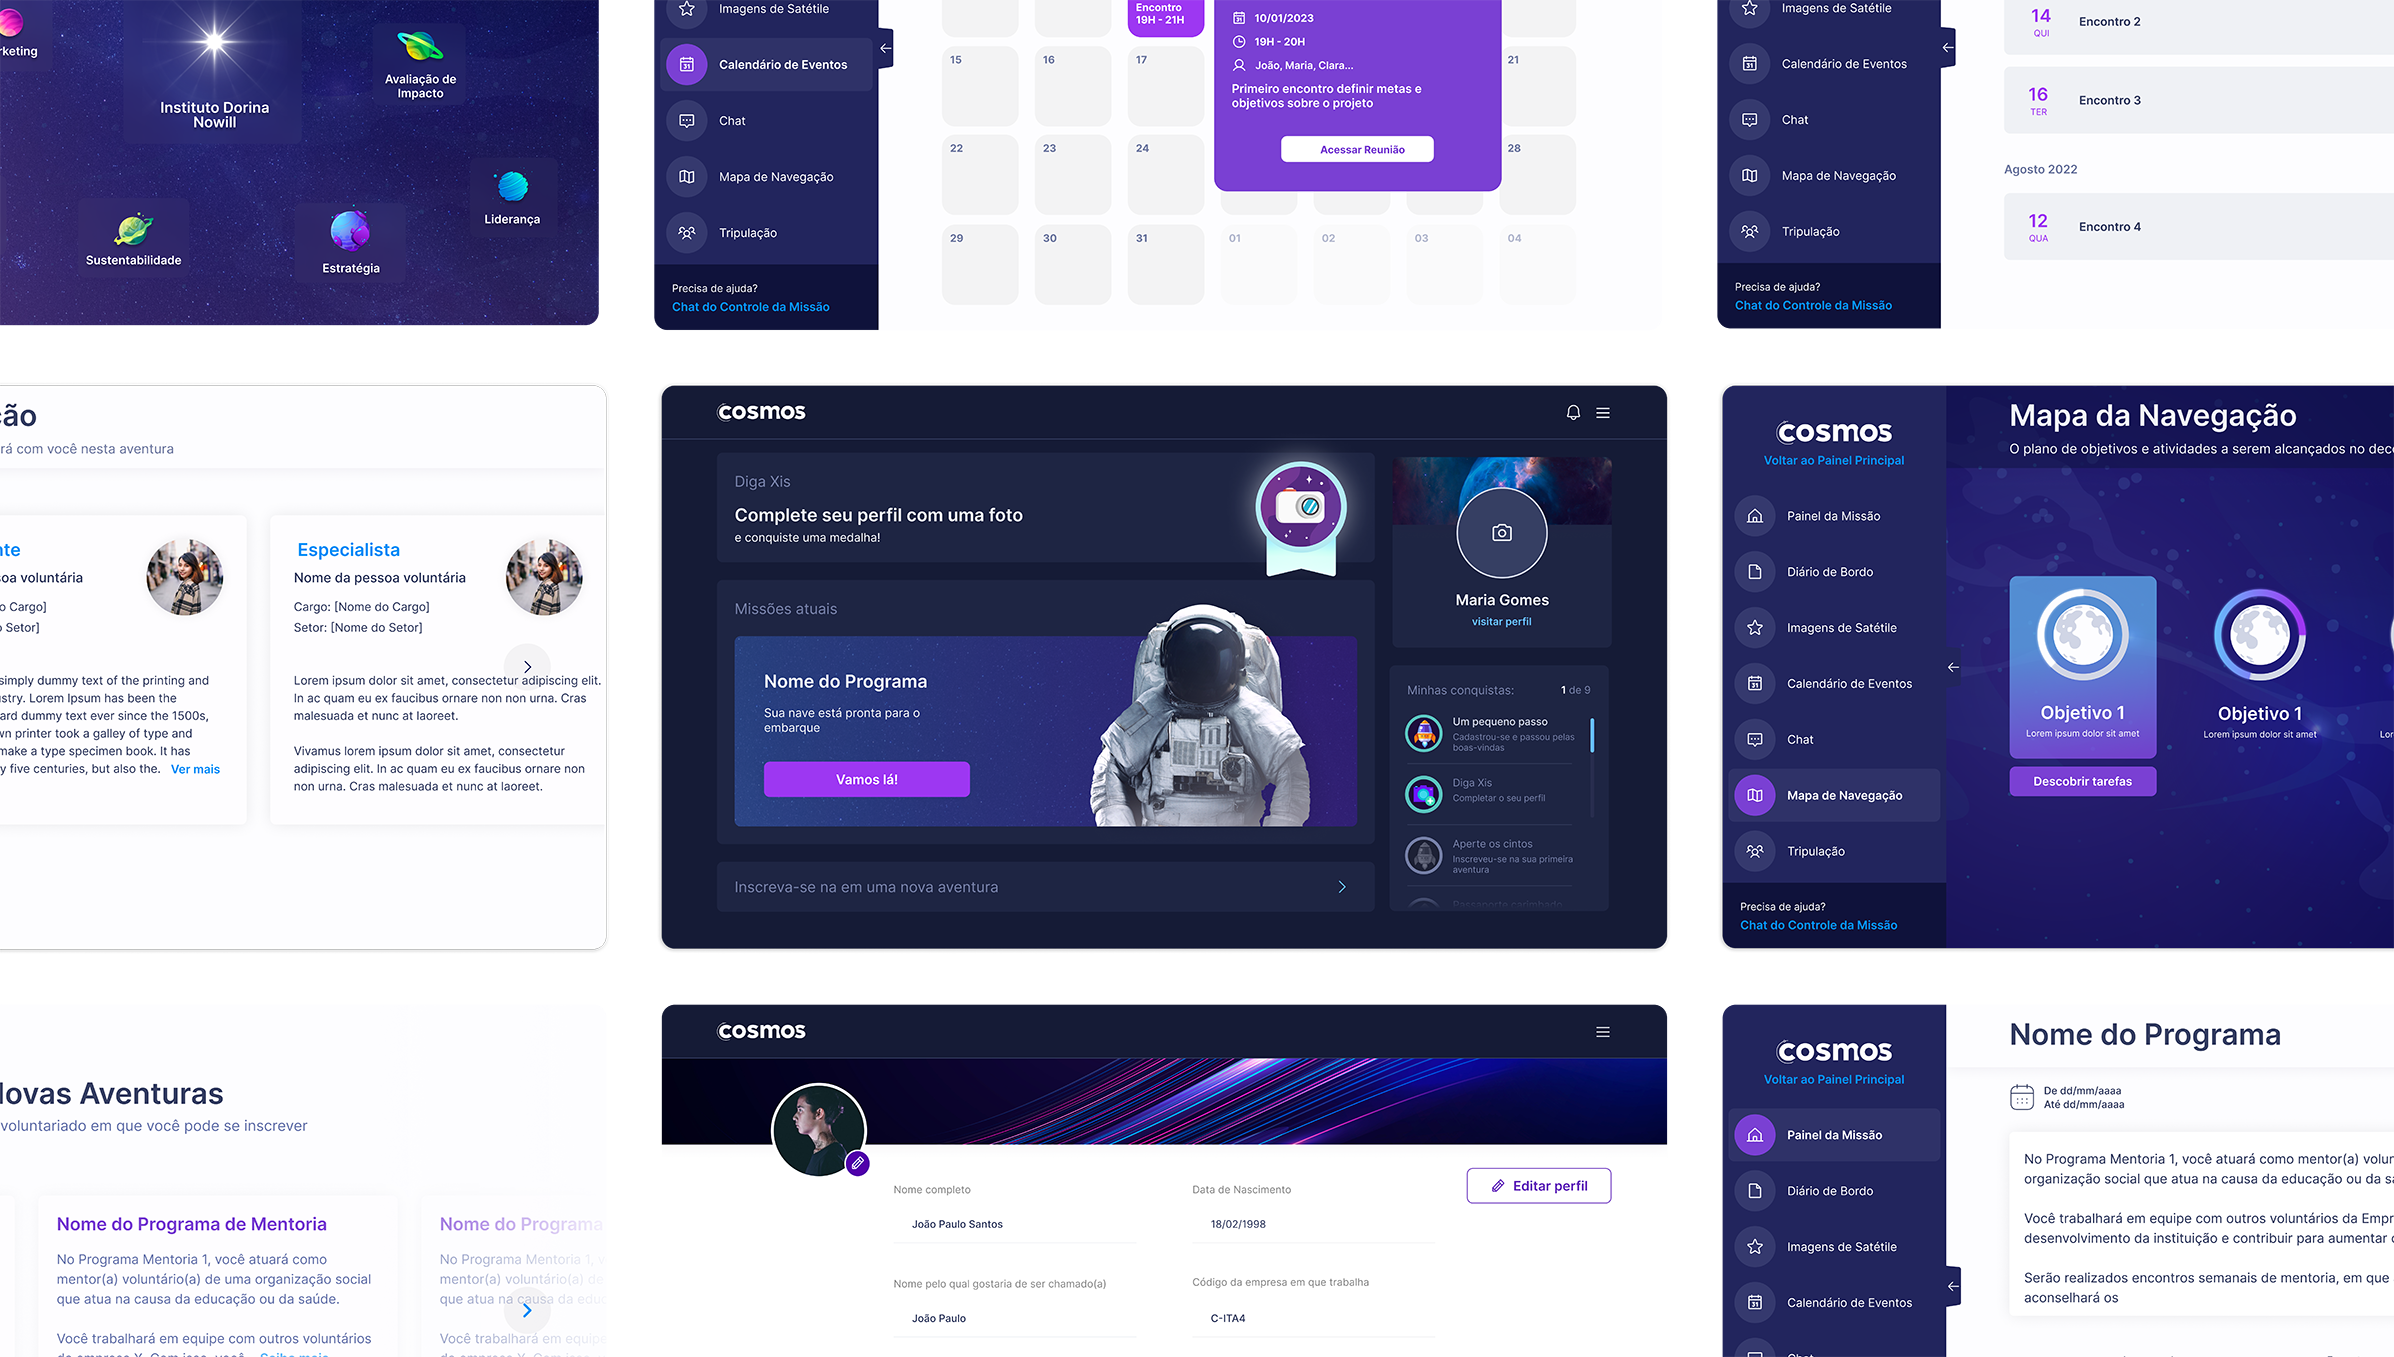 rketing
Instituto Dorina
Nowill
Avaliação de
Impacto
Sustentabilidade
Estratégia
Liderança
Imagens de Satétile
Calendário de Eventos
Chat
Mapa de Navegação
Tripulação
Precisa de ajuda?
Chat do Controle da Missão
Encontro
19H - 21H
10/01/2023
19H - 20H
João, Maria, Clara...
Primeiro encontro definir metas e
objetivos sobre o projeto
Acessar Reunião
15 16 17 21
22 23 24 28
29 30 31 01 02 03 04
Imagens de Satétile
Calendário de Eventos
Chat
Mapa de Navegação
Tripulação
Precisa de ajuda?
Chat do Controle da Missão
14
QUI
Encontro 2
16
TER
Encontro 3
Agosto 2022
12
QUA
Encontro 4
ção
rá com você nesta aventura
nte
soa voluntária
o Cargo]
o Setor]
simply dummy text of the printing and
stry. Lorem Ipsum has been the
ard dummy text ever since the 1500s,
wn printer took a galley of type and
make a type specimen book. It has
y five centuries, but also the. Ver mais
Especialista
Nome da pessoa voluntária
Cargo: [Nome do Cargo]
Setor: [Nome do Setor]
Lorem ipsum dolor sit amet, consectetur adipiscing elit.
In ac quam eu ex faucibus ornare non non urna. Cras
malesuada et nunc at laoreet.
Vivamus lorem ipsum dolor sit amet, consectetur
adipiscing elit. In ac quam eu ex faucibus ornare non
non urna. Cras malesuada et nunc at laoreet.
cosmos
Diga Xis
Complete seu perfil com uma foto
e conquiste uma medalha!
Missões atuais
Nome do Programa
Sua nave está pronta para o
embarque
Vamos lá!
Inscreva-se na em uma nova aventura
Maria Gomes
visitar perfil
Minhas conquistas: 1 de 9
Um pequeno passo
Cadastrou-se e passou pelas
boas-vindas
Diga Xis
Completar o seu perfil
Aperte os cintos
Inscreveu-se na sua primeira
aventura
Passaporte carimbado
cosmos
Voltar ao Painel Principal
Painel da Missão
Diário de Bordo
Imagens de Satétile
Calendário de Eventos
Chat
Mapa de Navegação
Tripulação
Precisa de ajuda?
Chat do Controle da Missão
Mapa da Navegação
O plano de objetivos e atividades a serem alcançados no dec
Objetivo 1
Lorem ipsum dolor sit amet
Descobrir tarefas
Objetivo 1
Lorem ipsum dolor sit amet
Lor
Novas Aventuras
voluntariado em que você pode se inscrever
Nome do Programa de Mentoria
No Programa Mentoria 1, você atuará como
mentor(a) voluntário(a) de uma organização social
que atua na causa da educação ou da saúde.
Você trabalhará em equipe com outros voluntários
da empresa X. Com isso, você... Saiba mais
Nome do Programa
No Programa Mentoria 1, v
mentor(a) voluntário(a) de
que atua na causa da educ
Você trabalhará em equipe
cosmos
Nome completo
João Paulo Santos
Data de Nascimento
18/02/1998
Editar perfil
Nome pelo qual gostaria de ser chamado(a)
João Paulo
Código da empresa em que trabalha
C-ITA4
cosmos
Voltar ao Painel Principal
Painel da Missão
Diário de Bordo
Imagens de Satétile
Calendário de Eventos
Chat
Nome do Programa
De dd/mm/aaaa
Até dd/mm/aaaa
No Programa Mentoria 1, você atuará como mentor(a) volun
organização social que atua na causa da educação ou da sa
Você trabalhará em equipe com outros voluntários da Empr
desenvolvimento da instituição e contribuir para aumentar o
Serão realizados encontros semanais de mentoria, em que
aconselhará os